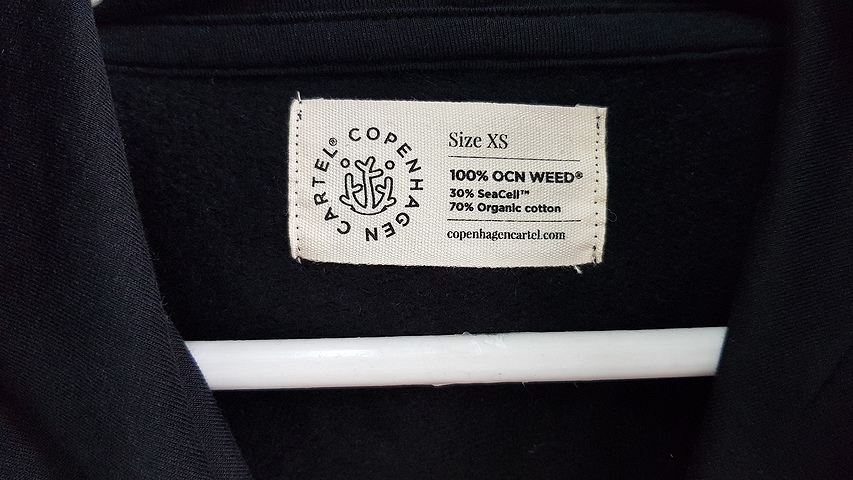 COPENHAGEN CARTEL®
Size XS
100% OCN WEED®
30% SeaCell™
70% Organic cotton
copenhagencartel.com